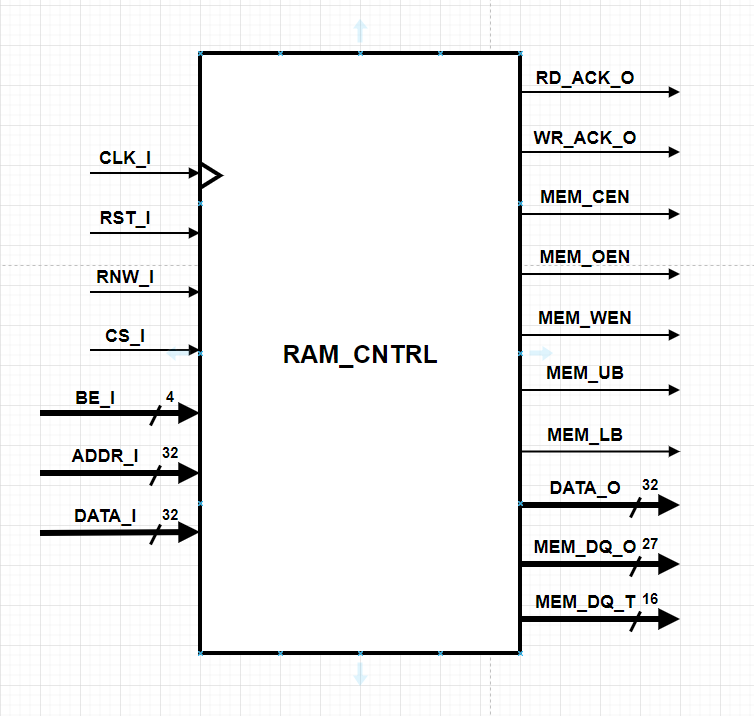 CLK_I
RST_I
RNW_I
CS_I
BE_I 4
ADDR_I 32
DATA_I 32
RAM_CNTRL
RD_ACK_O
WR_ACK_O
MEM_CEN
MEM_OEN
MEM_WEN
MEM_UB
MEM_LB
DATA_O 32
MEM_DQ_O 27
MEM_DQ_T 16